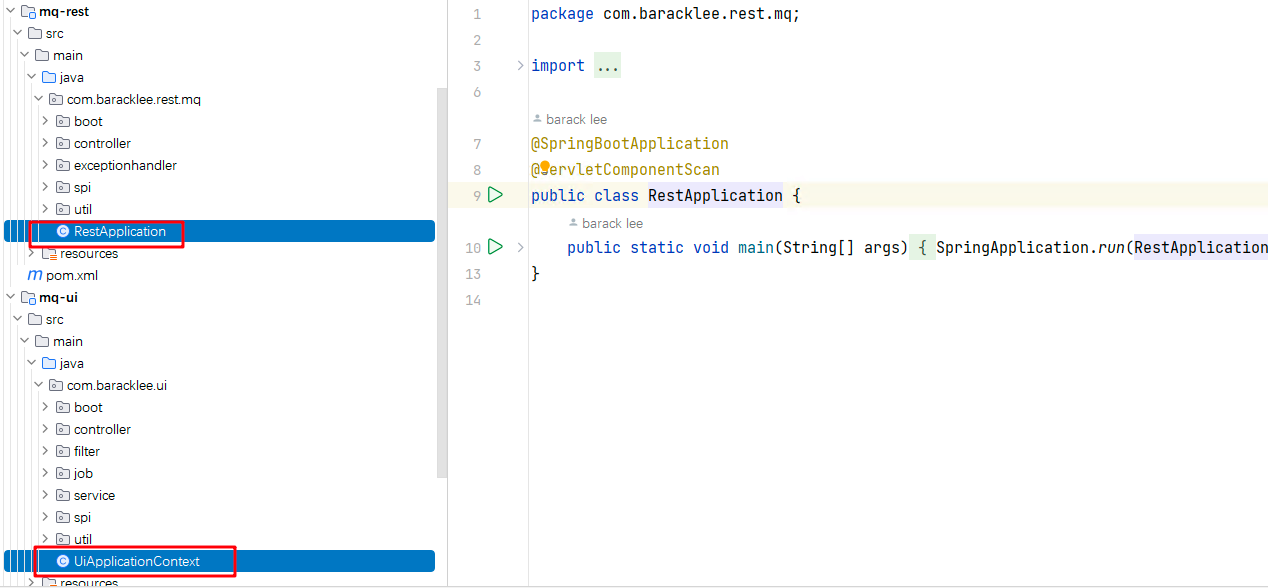 mq-rest
src
main
java
com.baracklee.rest.mq
boot
controller
exceptionhandler
spi
util
RestApplication
resources
m pom.xml
mq-ui
src
main
java
com.baracklee.ui
boot
controller
filter
job
service
spi
util
UiApplicationContext
resources
1 package com.baracklee.rest.mq;
2
3 import ...
6
barack lee
7 @SpringBootApplication
8 @ServletComponentScan
9 public class RestApplication {
barack lee
10 public static void main(String[] args) { SpringApplication.run(RestApplication
13 }
14